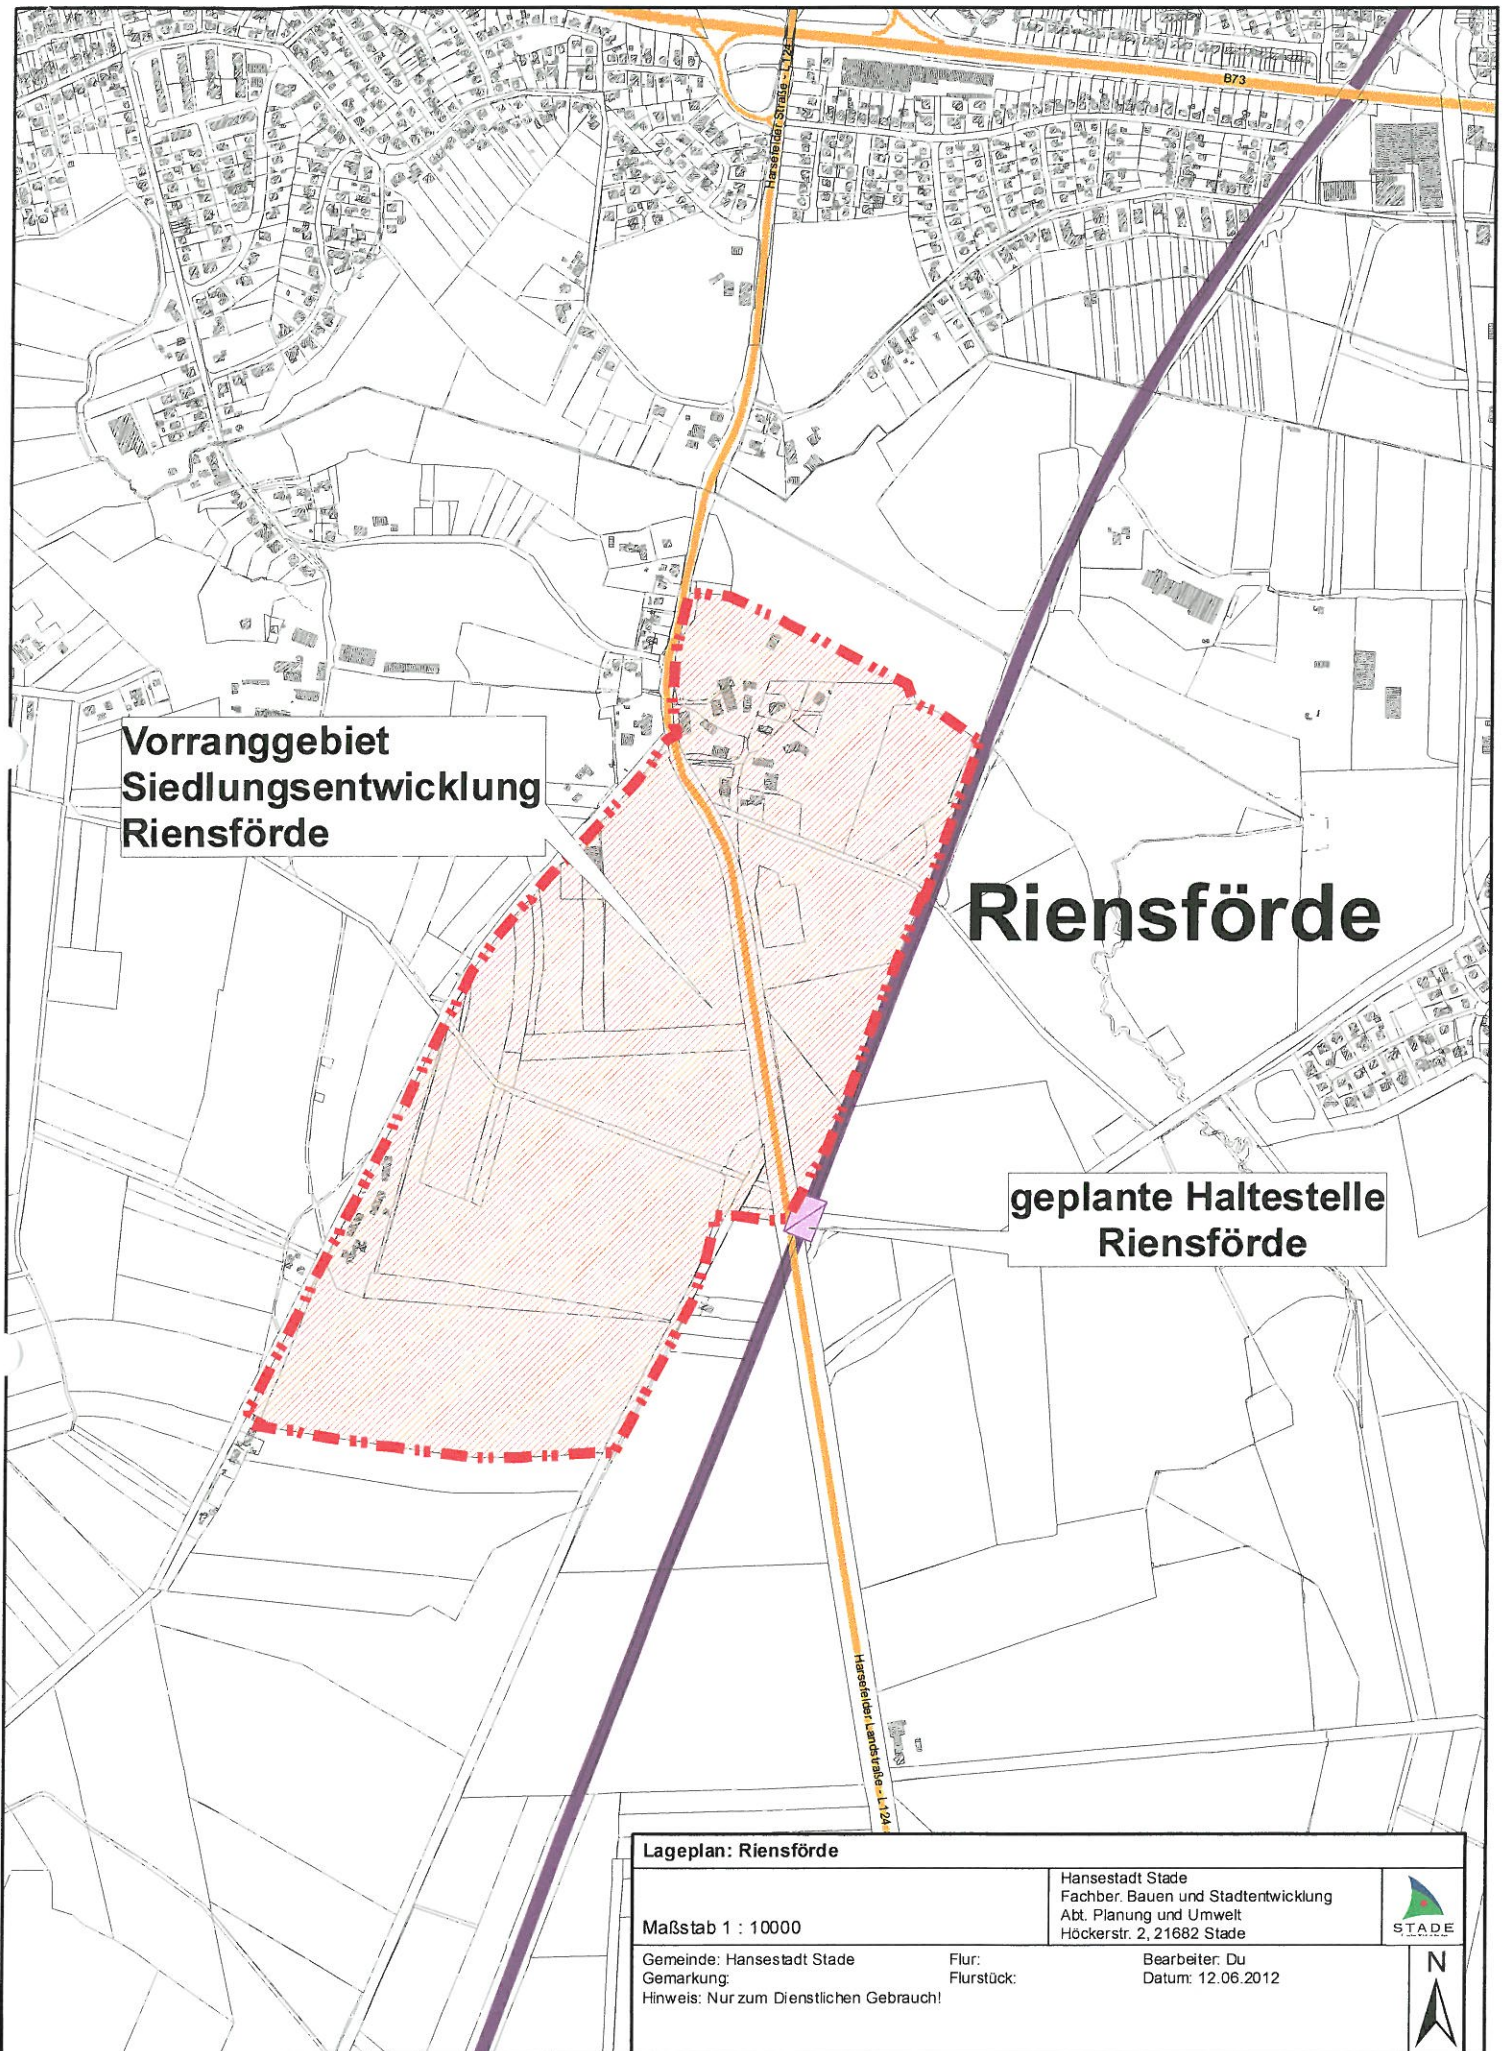 B73
Harsefelder Straße - L124
Vorranggebiet
Siedlungsentwicklung
Riensförde
Riensförde
geplante Haltestelle
Riensförde
Harsefelder Landstraße - L124
Lageplan: Riensförde
Maßstab 1 : 10000
Hansestadt Stade
Fachber. Bauen und Stadtentwicklung
Abt. Planung und Umwelt
Höckerstr. 2, 21682 Stade
STADE
Gemeinde: Hansestadt Stade
Flur:
Bearbeiter: Du
Gemarkung:
Flurstück:
Datum: 12.06.2012
Hinweis: Nur zum Dienstlichen Gebrauch!
N